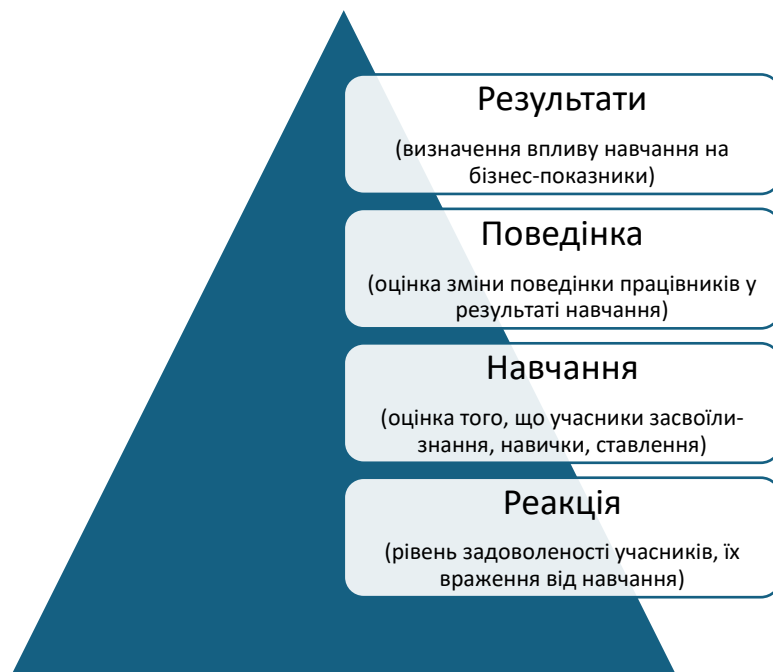 Результати
(визначення впливу навчання на
бізнес-показники)
Поведінка
(оцінка зміни поведінки працівників у
результаті навчання)
Навчання
(оцінка того, що учасники засвоїли-
знання, навички, ставлення)
Реакція
(рівень задоволеності учасників, їх
враження від навчання)